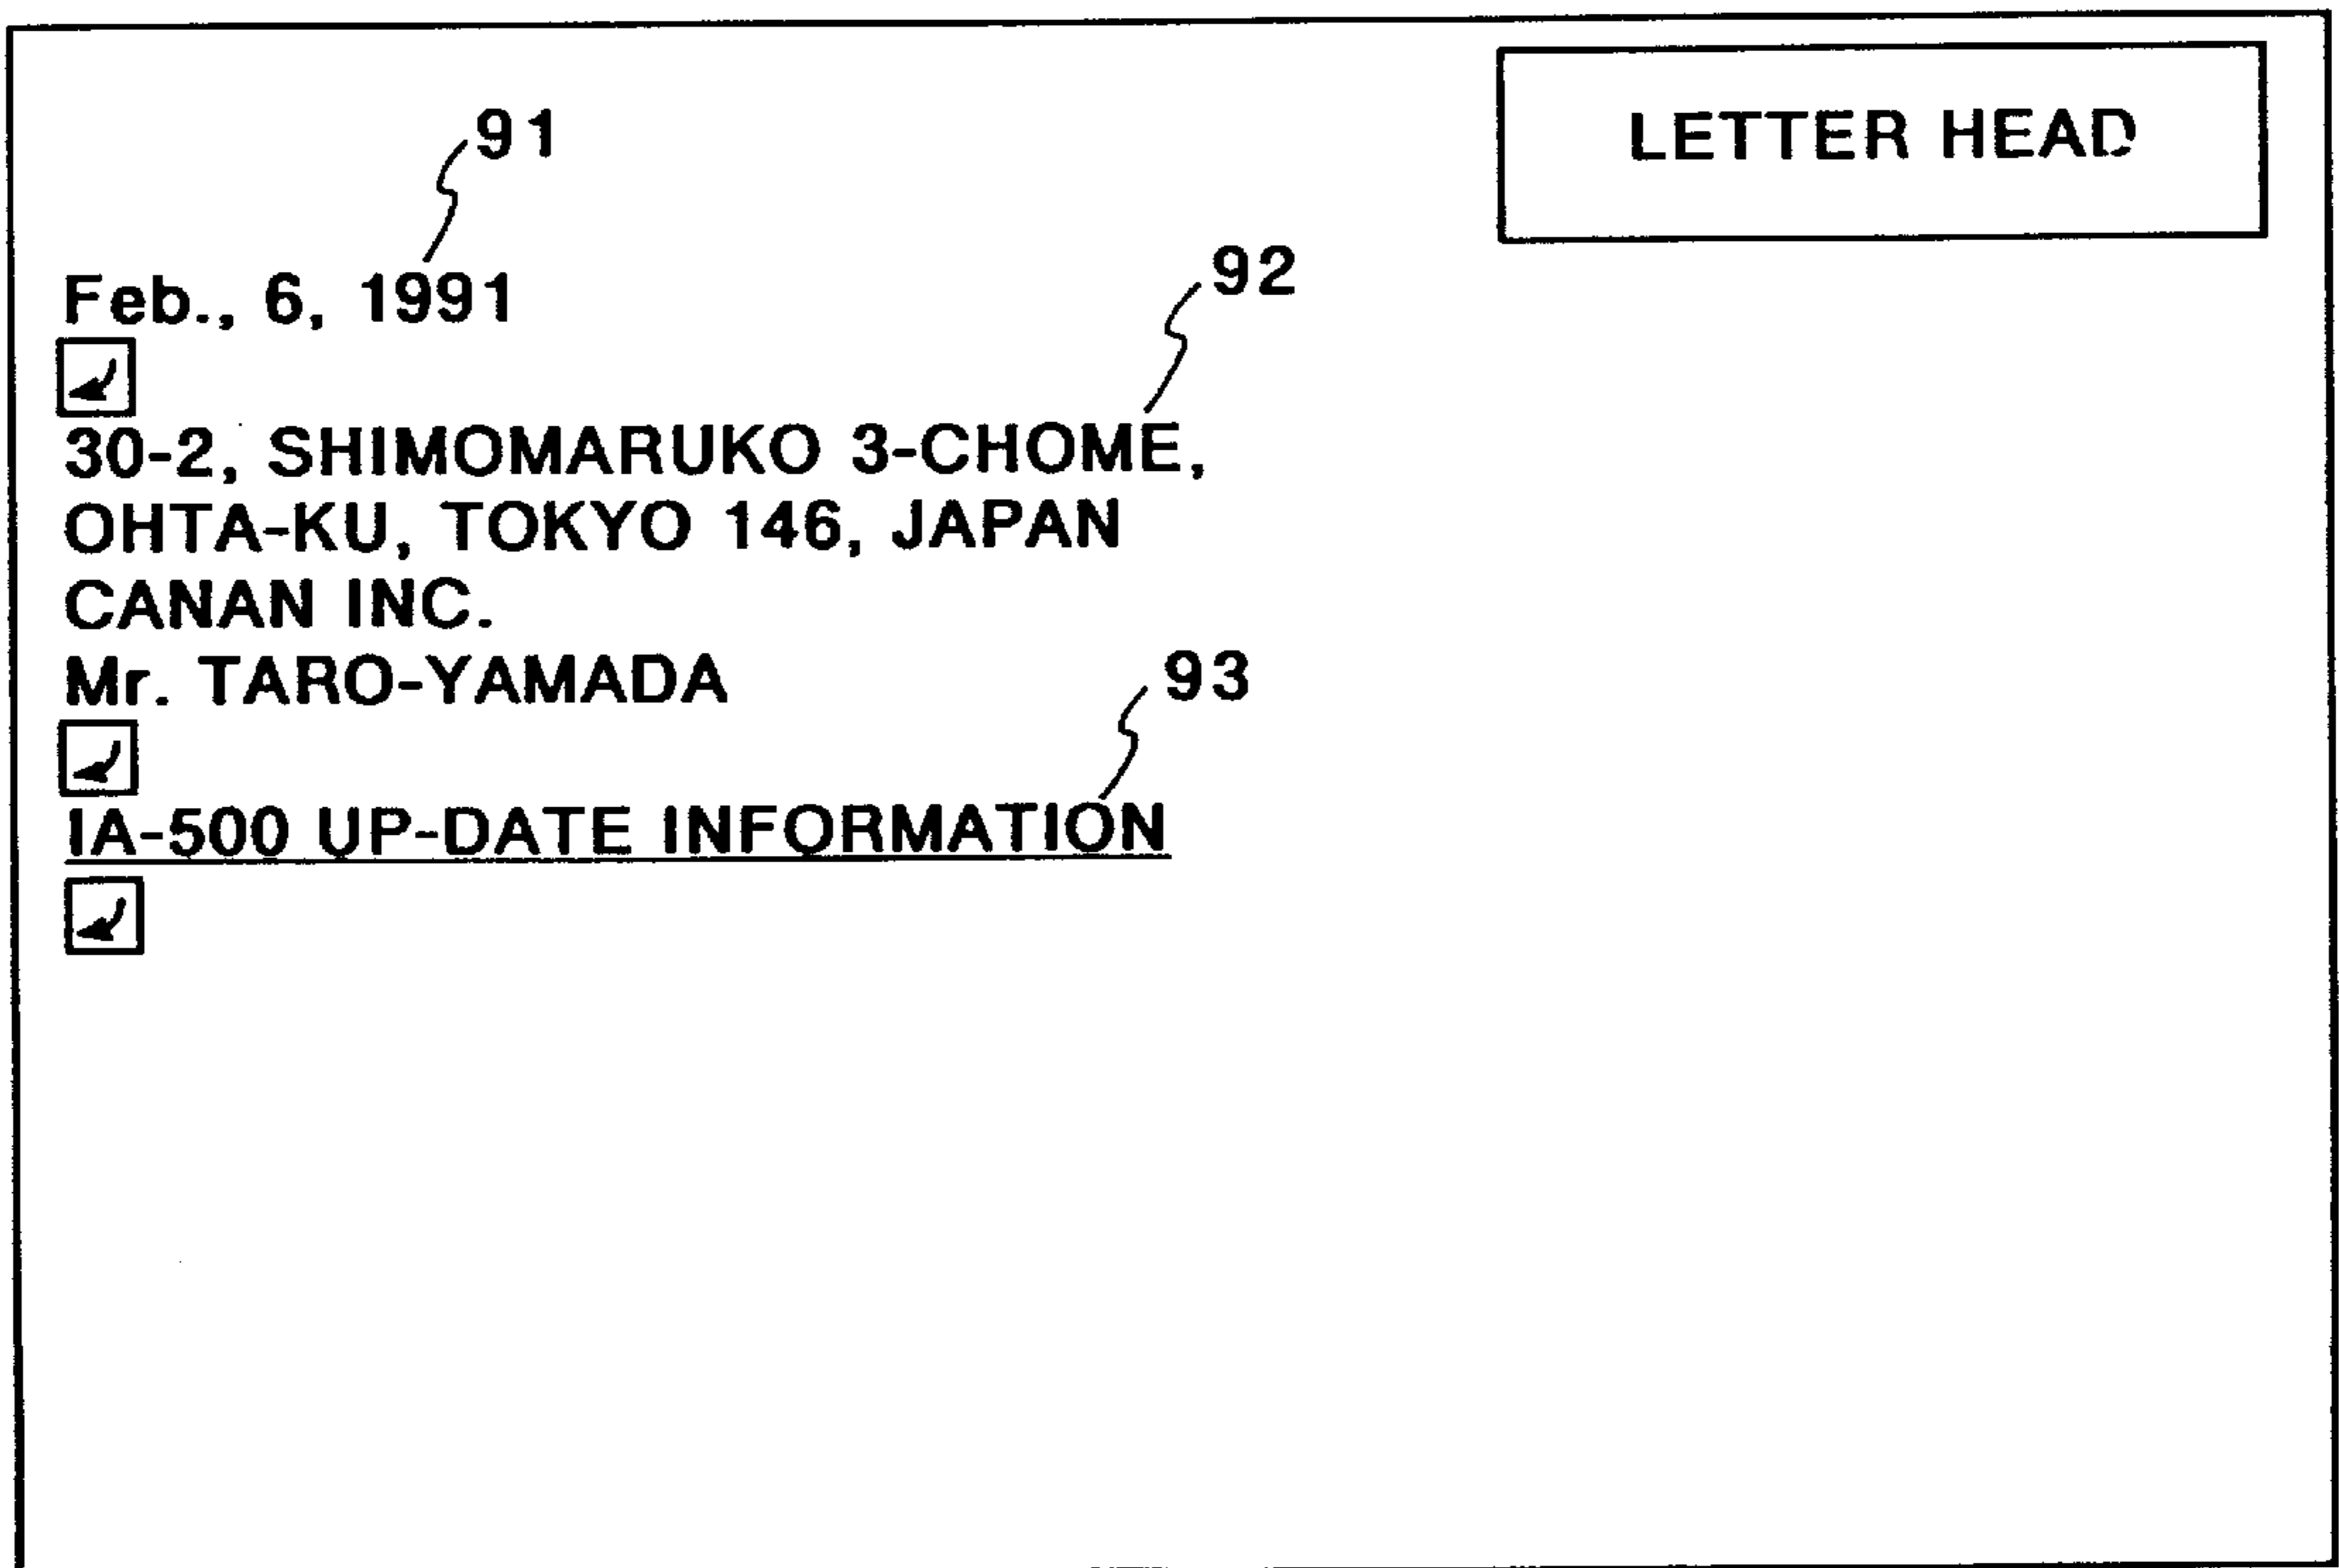 LETTER HEAD
91
Feb., 6, 1991
92
30-2, SHIMOMARUKO 3-CHOME,
OHTA-KU, TOKYO 146, JAPAN
CANAN INC.
Mr. TARO-YAMADA
93
IA-500 UP-DATE INFORMATION